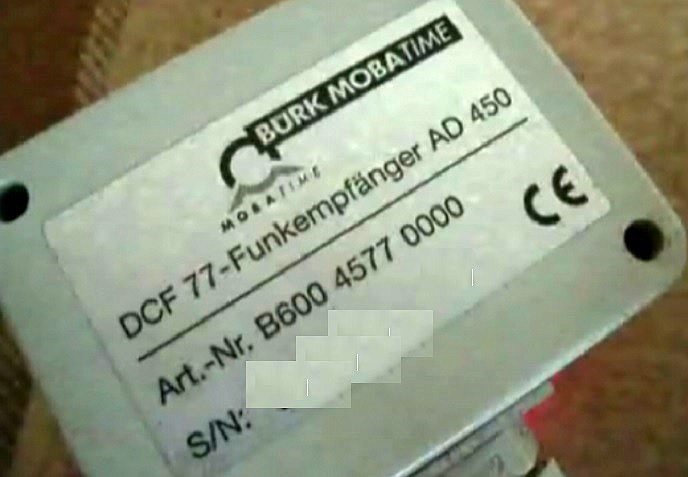 BÜRK MOBATIME
MOBATIME
DCF 77-Funkempfänger AD 450
Art.-Nr. B600 4577 0000
S/N:
CE